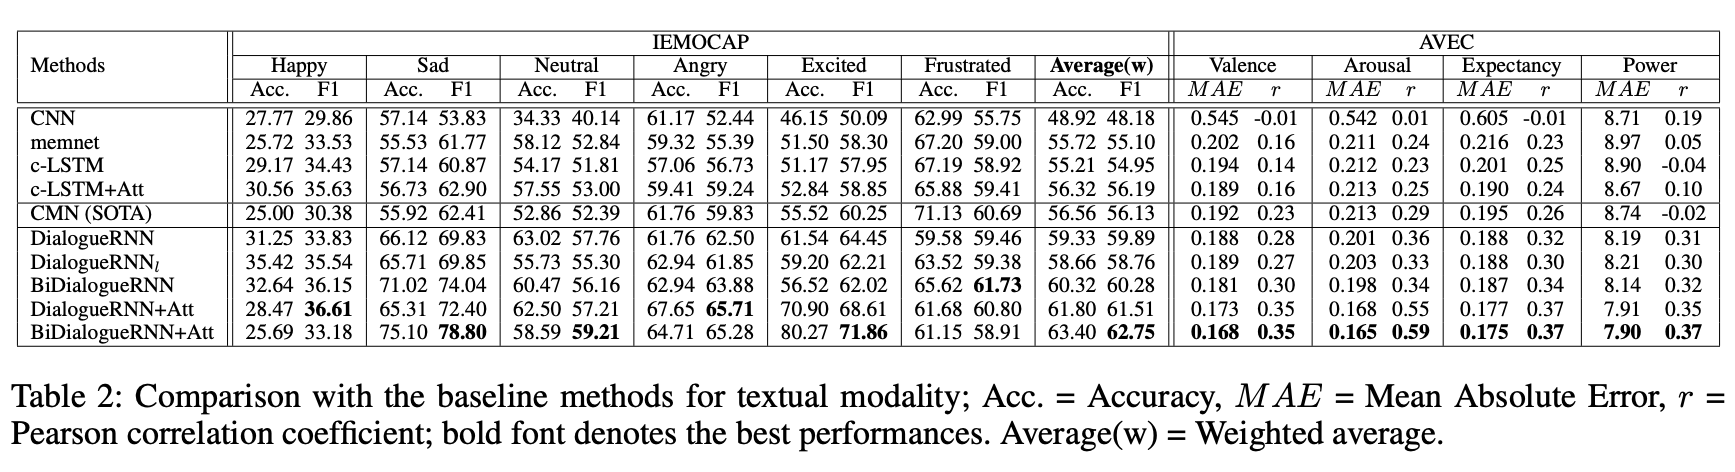 IEMOCAP AVEC
Methods Happy Sad Neutral Angry Excited Frustrated Average(w) Valence Arousal Expectancy Power
Acc. F1 Acc. F1 Acc. F1 Acc. F1 Acc. F1 Acc. F1 Acc. F1 MAE r MAE r MAE r MAE r
CNN 27.77 29.86 57.14 53.83 34.33 40.14 61.17 52.44 46.15 50.09 62.99 55.75 48.92 48.18 0.545 -0.01 0.542 0.01 0.605 -0.01 8.71 0.19
memnet 25.72 33.53 55.53 61.77 58.12 52.84 59.32 55.39 51.50 58.30 67.20 59.00 55.72 55.10 0.202 0.16 0.211 0.24 0.216 0.23 8.97 0.05
c-LSTM 29.17 34.43 57.14 60.87 54.17 51.81 57.06 56.73 51.17 57.95 67.19 58.92 55.21 54.95 0.194 0.14 0.212 0.23 0.201 0.25 8.90 -0.04
c-LSTM+Att 30.56 35.63 56.73 62.90 57.55 53.00 59.41 59.24 52.84 58.85 65.88 59.41 56.32 56.19 0.189 0.16 0.213 0.25 0.190 0.24 8.67 0.10
CMN (SOTA) 25.00 30.38 55.92 62.41 52.86 52.39 61.76 59.83 55.52 60.25 71.13 60.69 56.56 56.13 0.192 0.23 0.213 0.29 0.195 0.26 8.74 -0.02
DialogueRNN 31.25 33.83 66.12 69.83 63.02 57.76 61.76 62.50 61.54 64.45 59.58 59.46 59.33 59.89 0.188 0.28 0.201 0.36 0.188 0.32 8.19 0.31
DialogueRNNl 35.42 35.54 65.71 69.85 55.73 55.30 62.94 61.85 59.20 62.21 63.52 59.38 58.66 58.76 0.189 0.27 0.203 0.33 0.188 0.30 8.21 0.30
BiDialogueRNN 32.64 36.15 71.02 74.04 60.47 56.16 62.94 63.88 56.52 62.02 65.62 61.73 60.32 60.28 0.181 0.30 0.198 0.34 0.187 0.34 8.14 0.32
DialogueRNN+Att 28.47 36.61 65.31 72.40 62.50 57.21 67.65 65.71 70.90 68.61 61.68 60.80 61.80 61.51 0.173 0.35 0.168 0.55 0.177 0.37 7.91 0.35
BiDialogueRNN+Att 25.69 33.18 75.10 78.80 58.59 59.21 64.71 65.28 80.27 71.86 61.15 58.91 63.40 62.75 0.168 0.35 0.165 0.59 0.175 0.37 7.90 0.37
Table 2: Comparison with the baseline methods for textual modality; Acc. = Accuracy, MAE = Mean Absolute Error, r =
Pearson correlation coefficient; bold font denotes the best performances. Average(w) = Weighted average.